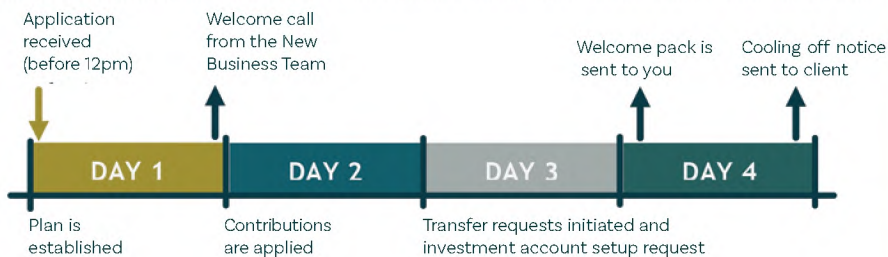 Application
received
(before 12pm)
Welcome call
from the New
Business Team
Welcome pack is
sent to you
Cooling off notice
sent to client
DAY 1
DAY 2
DAY 3
DAY 4
Plan is
established
Contributions
are applied
Transfer requests initiated and
investment account setup request